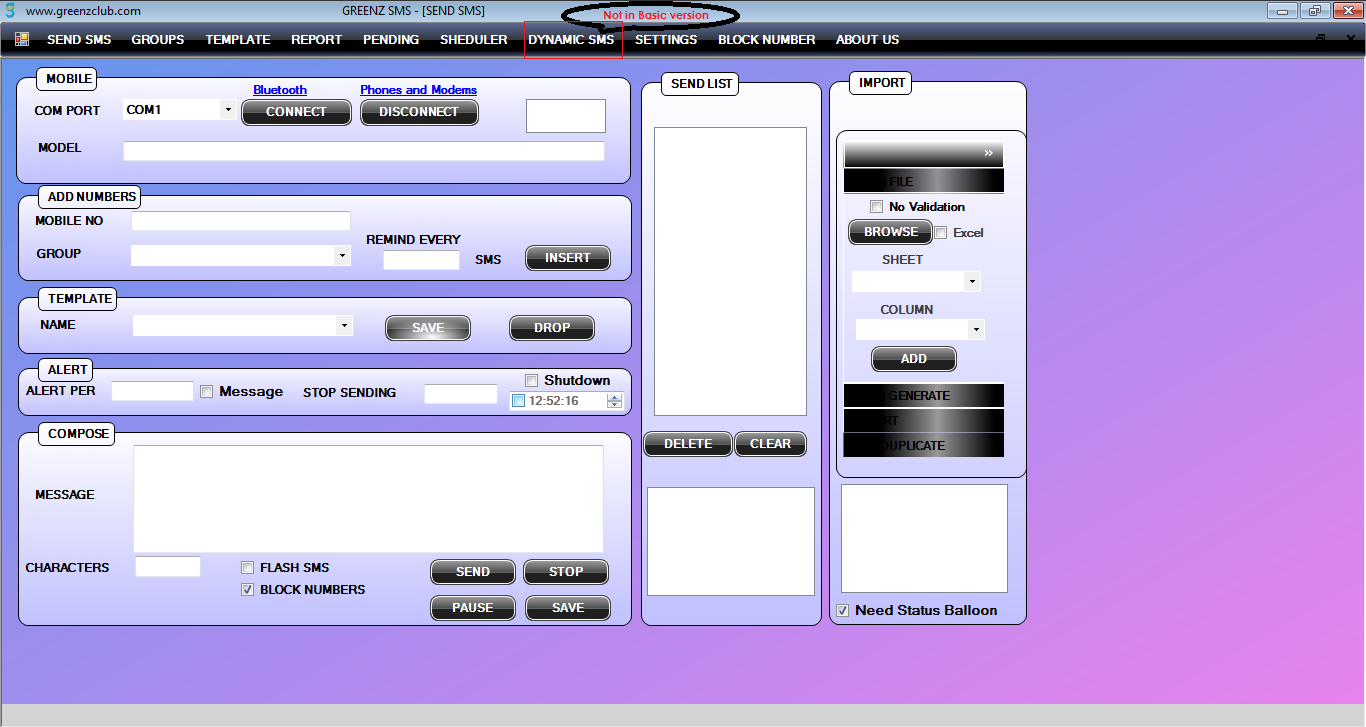 www.greenzclub.com
GREENZ SMS - [SEND SMS]
Not in Basic version
SEND SMS GROUPS TEMPLATE REPORT PENDING SHEDULER DYNAMIC SMS SETTINGS BLOCK NUMBER ABOUT US
MOBILE
Bluetooth Phones and Modems
COM PORT COM1 CONNECT DISCONNECT
MODEL
ADD NUMBERS
MOBILE NO
GROUP
REMIND EVERY
SMS INSERT
TEMPLATE
NAME SAVE DROP
ALERT
ALERT PER Message STOP SENDING
Shutdown
12:52:16
COMPOSE
MESSAGE
CHARACTERS
FLASH SMS
BLOCK NUMBERS
SEND STOP
PAUSE SAVE
SEND LIST
DELETE CLEAR
IMPORT
»
FILE
No Validation
BROWSE Excel
SHEET
COLUMN
ADD
GENERATE
RT
DUPLICATE
Need Status Balloon